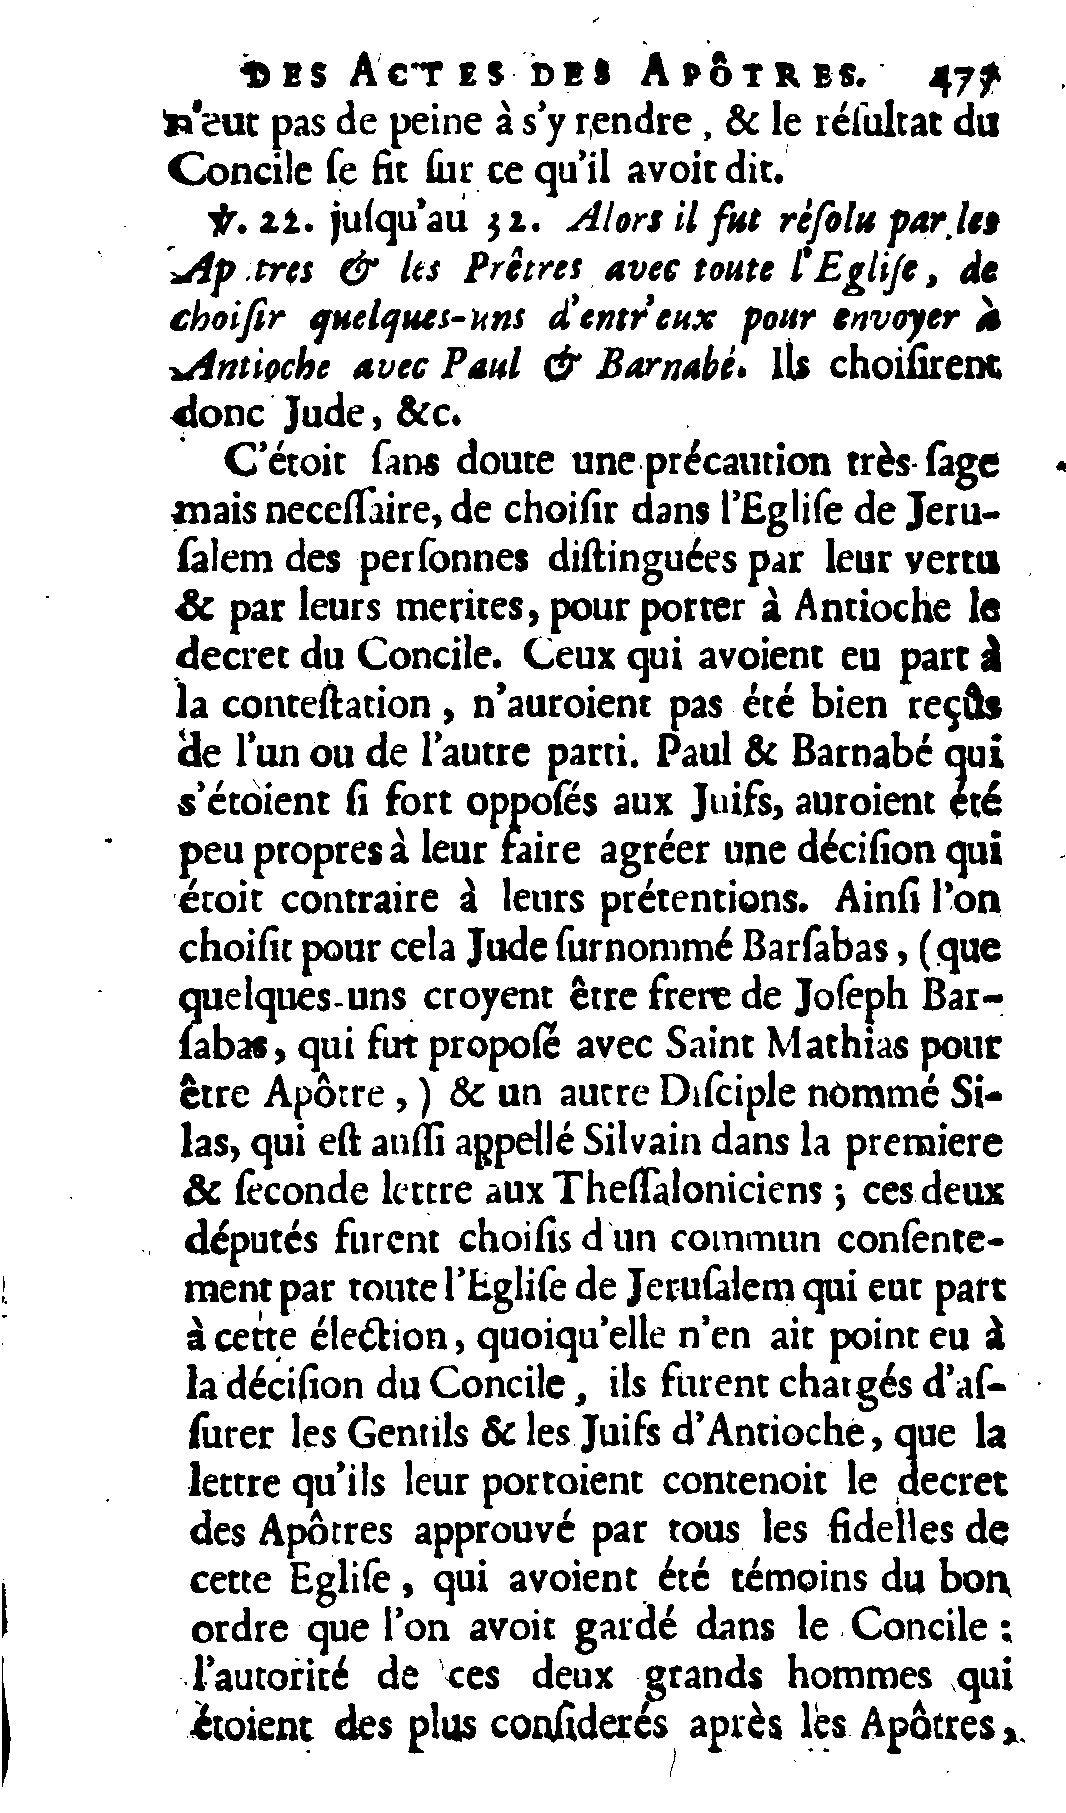 DES ACTES DES APÔTRES.
n'eut pas de peine à s'y rendre, & le réſultat du
Concile ſe fit ſur ce qu'il avoit dit.
℣. 22. juſqu'au 32. Alors il fut réſolu par les
Apôtres & les Prêtres avec toute l'Egliſe, de
choiſir quelques-uns d'entr'eux pour envoyer à
Antioche avec Paul & Barnabé. Ils choiſirent
donc Jude, &c.
C'étoit ſans doute une précaution très-ſage
mais neceſſaire, de choiſir dans l'Egliſe de Jeru-
ſalem des perſonnes diſtinguées par leur vertu
& par leurs merites, pour porter à Antioche le
decret du Concile. Ceux qui avoient eu part à
la conteſtation, n'auroient pas été bien reçûs
de l'un ou de l'autre parti. Paul & Barnabé qui
s'étoient ſi fort oppoſés aux Juifs, auroient été
peu propres à leur faire agréer une déciſion qui
étoit contraire à leurs prétentions. Ainſi l'on
choiſit pour cela Jude ſurnommé Barſabas, (que
quelques-uns croyent être frere de Joſeph Bar-
ſabas, qui fut propoſé avec Saint Mathias pour
être Apôtre,) & un autre Diſciple nommé Si-
las, qui eſt auſſi appellé Silvain dans la premiere
& ſeconde lettre aux Theſſaloniciens; ces deux
députés furent choiſis d'un commun conſente-
ment par toute l'Egliſe de Jeruſalem qui eut part
à cette élection, quoiqu'elle n'en ait point eu à
la déciſion du Concile, ils furent chargés d'aſ-
ſurer les Gentils & les Juifs d'Antioche, que la
lettre qu'ils leur portoient contenoit le decret
des Apôtres approuvé par tous les fidelles de
cette Egliſe, qui avoient été témoins du bon
ordre que l'on avoit gardé dans le Concile:
l'autorité de ces deux grands hommes qui
étoient des plus conſiderés après les Apôtres,